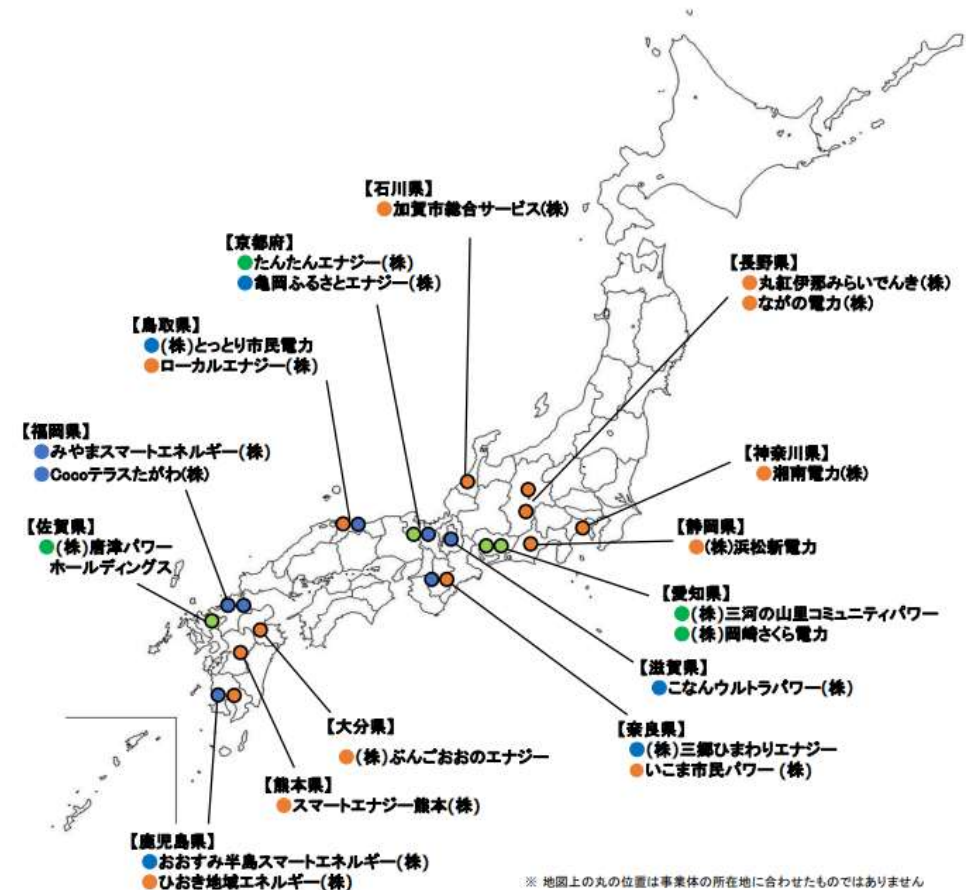 【石川県】
加賀市総合サービス(株)
【京都府】
たんたんエナジー(株)
亀岡ふるさとエナジー(株)
【長野県】
丸紅伊那みらいでんき(株)
ながの電力(株)
【鳥取県】
(株)とっとり市民電力
ローカルエナジー(株)
【福岡県】
みやまスマートエネルギー(株)
Cocoテラスたがわ(株)
【神奈川県】
湘南電力(株)
【佐賀県】
(株)唐津パワー
ホールディングス
【静岡県】
(株)浜松新電力
【愛知県】
(株)三河の山里コミュニティパワー
(株)岡崎さくら電力
【滋賀県】
こなんウルトラパワー(株)
【奈良県】
(株)三郷ひまわりエナジー
いこま市民パワー(株)
【大分県】
(株)ぶんごおおのエナジー
【熊本県】
スマートエナジー熊本(株)
【鹿児島県】
おおすみ半島スマートエネルギー(株)
ひおき地域エネルギー(株)
※ 地図上の丸の位置は事業体の所在地に合わせたものではありません